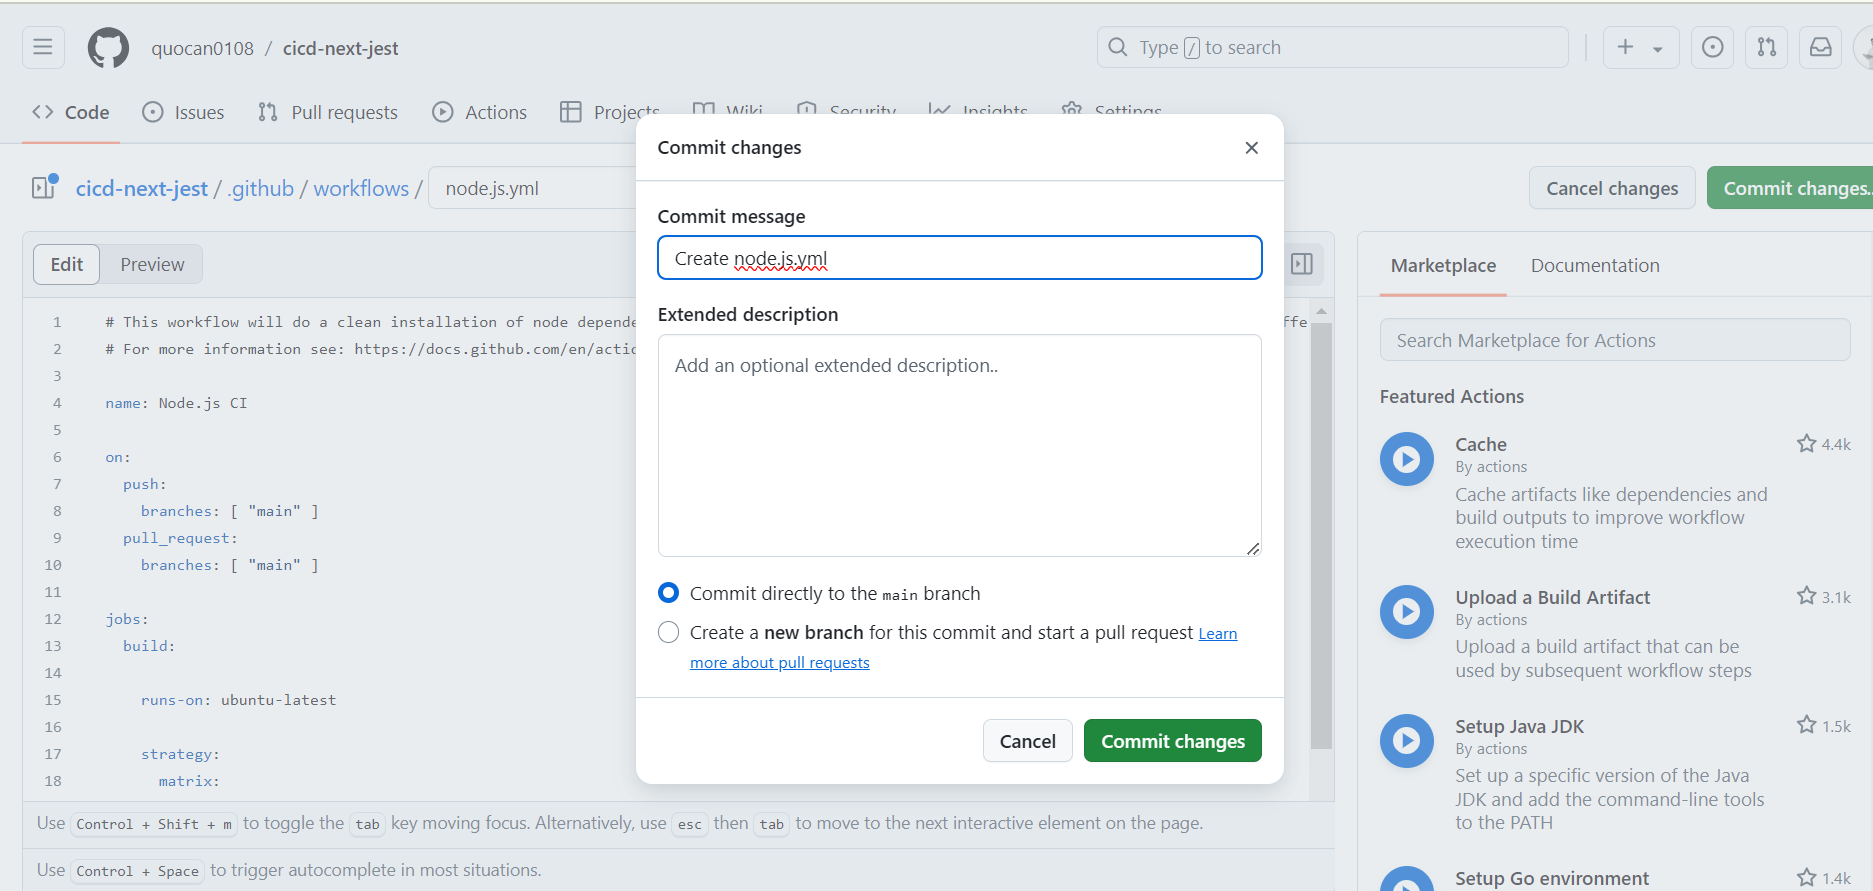 quocan0108 / cicd-next-jest
Type / to search
Code
Issues
Pull requests
Actions
Projects
Wiki
Security
Insights
Settings
cicd-next-jest / .github / workflows / node.js.yml
Cancel changes
Commit changes..
Edit
Preview
1 # This workflow will do a clean installation of node depende
ffe
2 # For more information see: https://docs.github.com/en/actio
3
4 name: Node.js CI
5
6 on:
7 push:
8 branches: [ "main" ]
9 pull_request:
10 branches: [ "main" ]
11
12 jobs:
13 build:
14
15 runs-on: ubuntu-latest
16
17 strategy:
18 matrix:
Use Control + Shift + m to toggle the tab key moving focus. Alternatively, use esc then tab to move to the next interactive element on the page.
Use Control + Space to trigger autocomplete in most situations.
Commit changes
Commit message
Create node.js.yml
Extended description
Add an optional extended description..
Commit directly to the main branch
Create a new branch for this commit and start a pull request Learn
more about pull requests
Cancel
Commit changes
Marketplace
Documentation
Search Marketplace for Actions
Featured Actions
Cache
4.4k
By actions
Cache artifacts like dependencies and
build outputs to improve workflow
execution time
Upload a Build Artifact
3.1k
By actions
Upload a build artifact that can be
used by subsequent workflow steps
Setup Java JDK
1.5k
By actions
Set up a specific version of the Java
JDK and add the command-line tools
to the PATH
Setup Go environment
1.4k